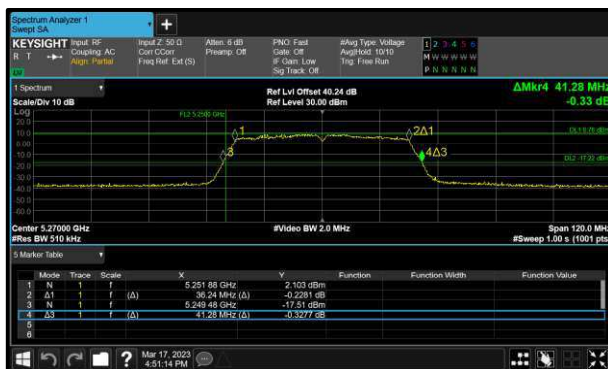 Spectrum Analyzer 1
Swept SA
+
KEYSIGHT
R T
Input: RF
Coupling: AC
Align: Partial
Input Z: 50 Ω
Corr CCorr
Freq Ref: Ext (S)
Atten: 6 dB
Preamp: Off
PNO: Fast
Gate: Off
IF Gain: Low
Sig Track: Off
#Avg Type: Voltage
Avg|Hold: 10/10
Trig: Free Run
1 2 3 4 5 6
M W W W W W
P N N N N N
1 Spectrum
Scale/Div 10 dB
Ref Lvl Offset 40.24 dB
Ref Level 30.00 dBm
ΔMkr4 41.28 MHz
-0.33 dB
Log
20.0
10.0
0.00
-10.0
-20.0
-30.0
-40.0
-50.0
-60.0
1
2Δ1
3
4Δ3
DL2 -17.22 dBm
Center 5.27000 GHz
#Video BW 2.0 MHz
Span 120.0 MHz
#Res BW 510 kHz
#Sweep 1.00 s (1001 pts)
5 Marker Table
Mode Trace Scale X Y Function Function Width Function Value
1 N 1 f 5.251 88 GHz 2.103 dBm
2 Δ1 1 f (Δ) 36.24 MHz (Δ) -0.2281 dB
3 N 1 f 5.249 48 GHz -17.51 dBm
4 Δ3 1 f (Δ) 41.28 MHz (Δ) -0.3277 dB
5
6
?
Mar 17, 2023
4:51:14 PM